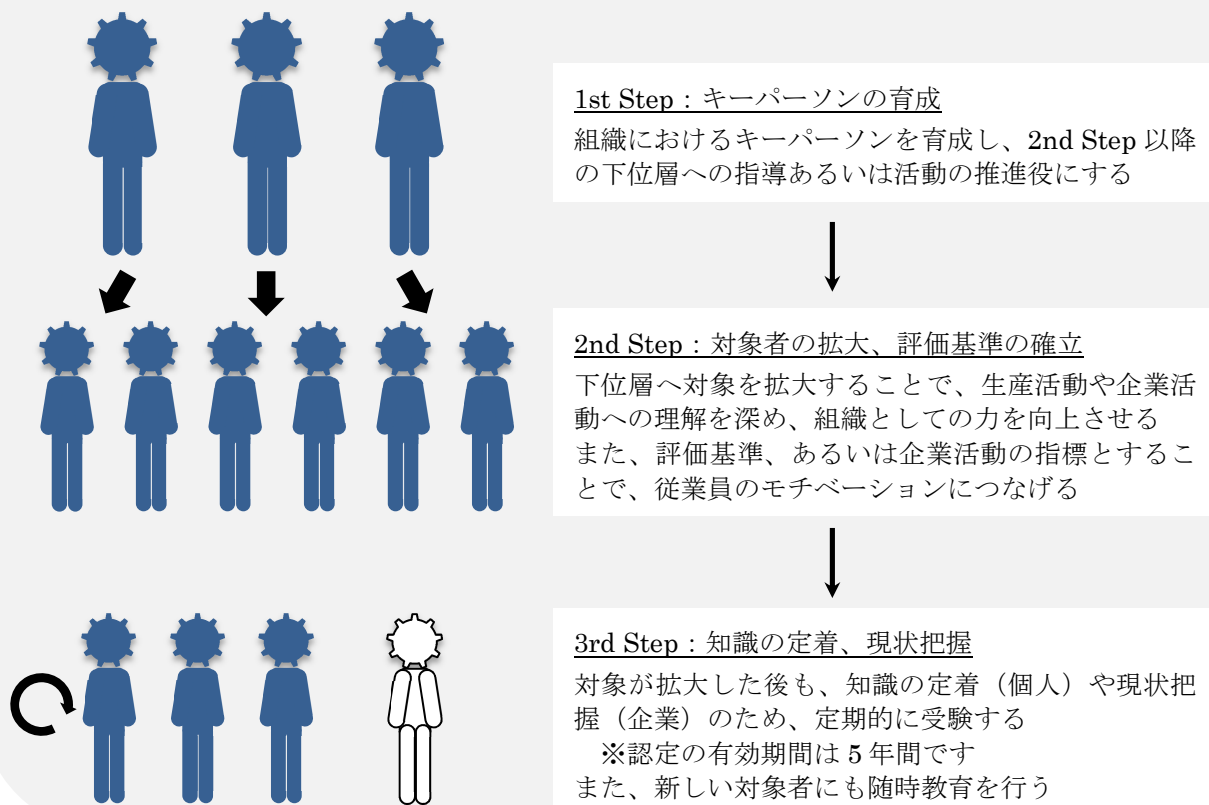 1st Step：キーパーソンの育成
組織におけるキーパーソンを育成し、2nd Step 以降
の下位層への指導あるいは活動の推進役にする
2nd Step：対象者の拡大、評価基準の確立
下位層へ対象を拡大することで、生産活動や企業活
動への理解を深め、組織としての力を向上させる
また、評価基準、あるいは企業活動の指標とするこ
とで、従業員のモチベーションにつなげる
3rd Step：知識の定着、現状把握
対象が拡大した後も、知識の定着（個人）や現状把
握（企業）のため、定期的に受験する
※認定の有効期間は 5 年間です
また、新しい対象者にも随時教育を行う